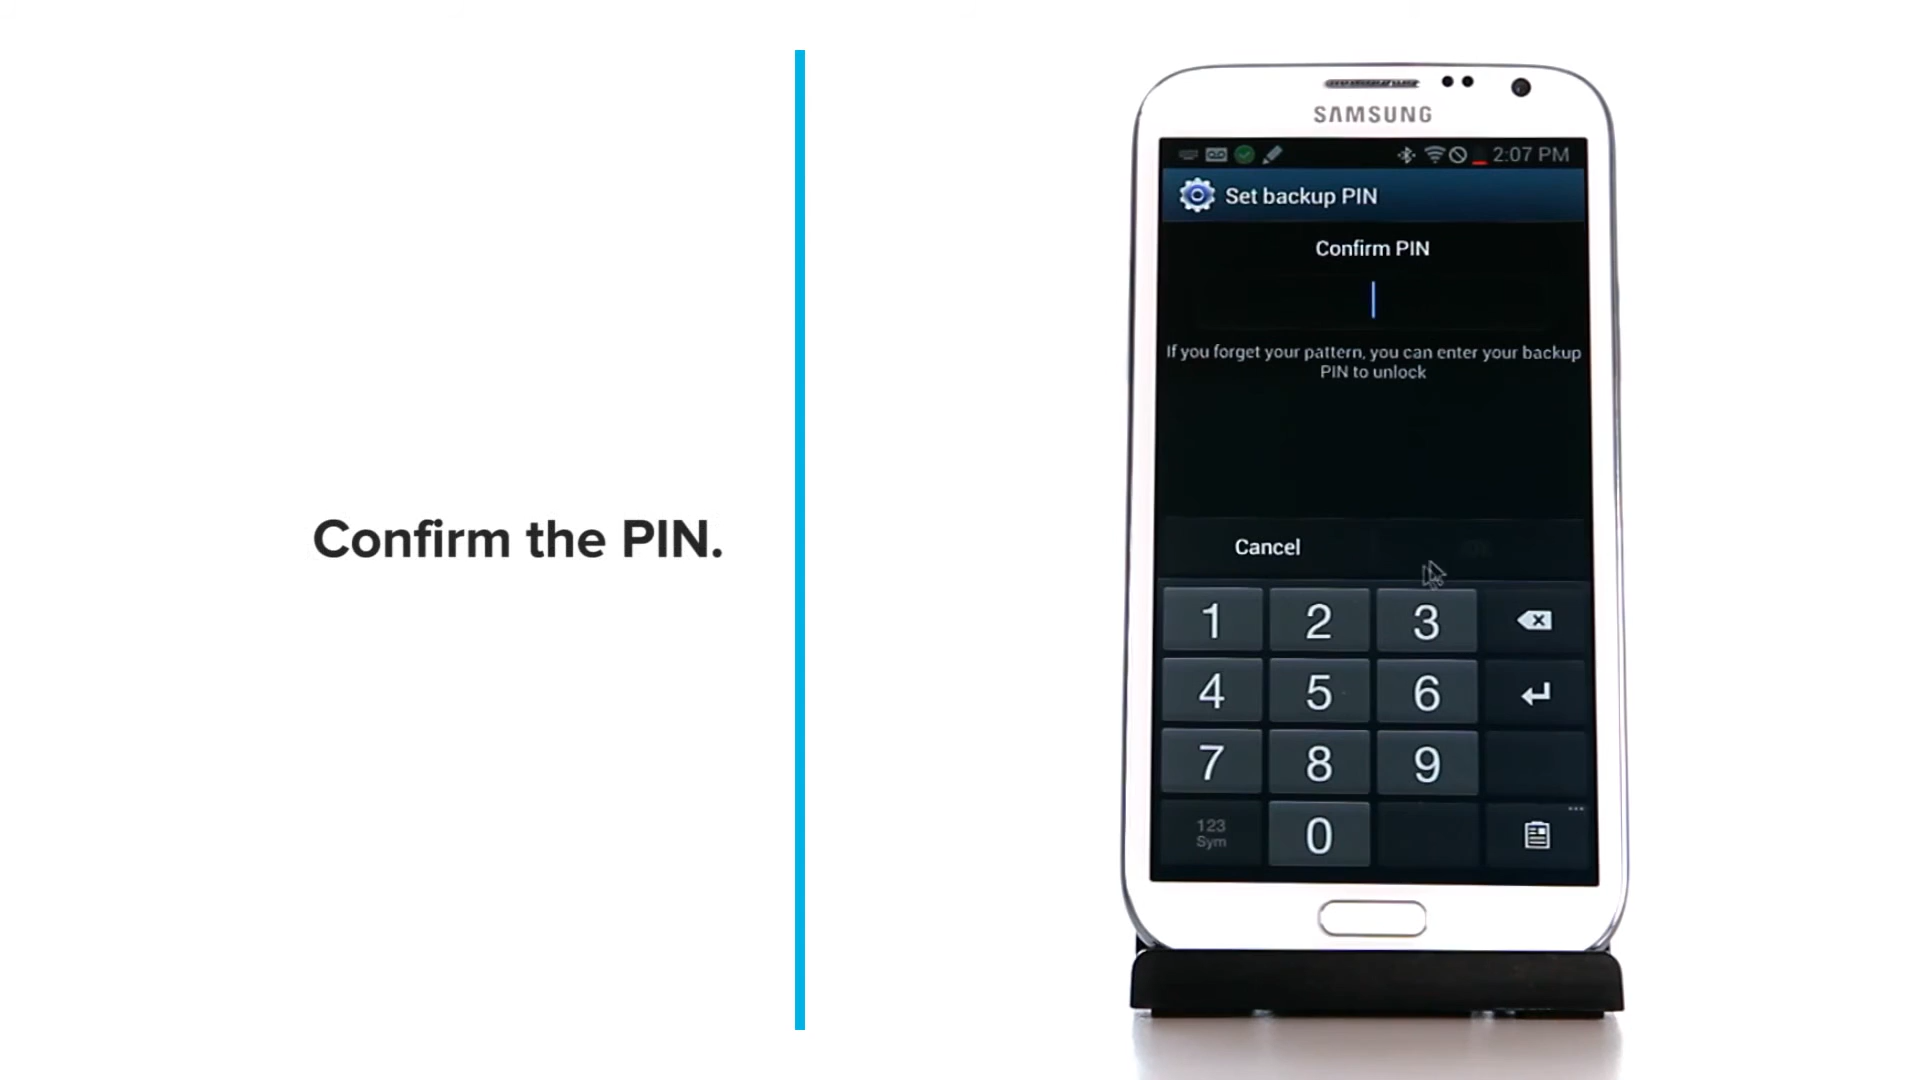 Confirm the PIN.
SAMSUNG
2:07 PM
Set backup PIN
Confirm PIN
If you forget your pattern, you can enter your backup
PIN to unlock
Cancel
1 2 3
4 5 6
7 8 9
123
Sym
0